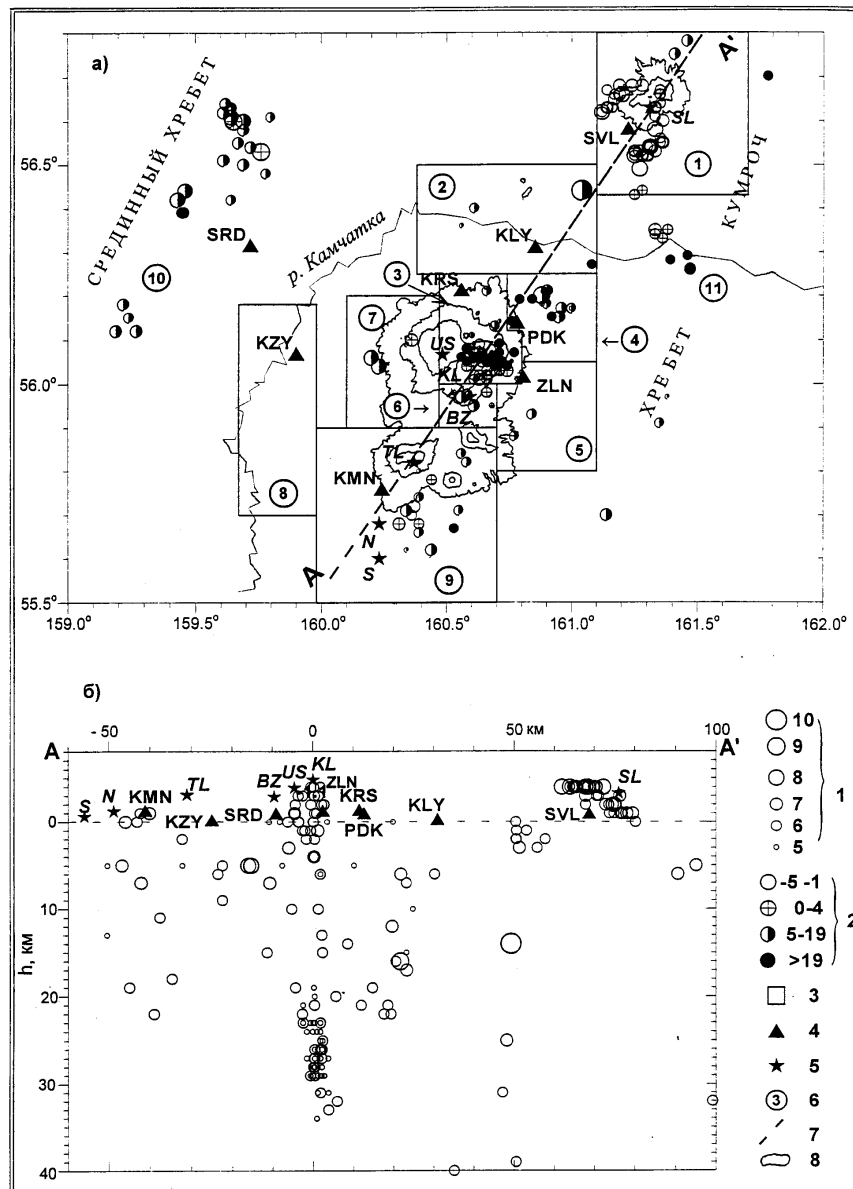 а)
A'
СРЕДИННЫЙ ХРЕБЕТ
SL
SVL
1
КУМРОЧ
56.5
2
SRD
р. Камчатка
KLY
10
3
KRS
11
7
PDK
4
KZY
US
56.0
KL
ZLN
ХРЕБЕТ
6
BZ
5
TL
8
KMN
N
A
S
9
55.5
159.0° 159.5° 160.0° 160.5° 161.0° 161.5° 162.0°
б)
A - 50 0 50 км 100 A'
KL
S N KMN TL BZ US ZLN KRS SL
0 KZY SRD PDK KLY SVL
10
h, км
20
30
40
10
9
8 1
7
6
5
-5 -1
0-4 2
5-19
>19
3
4
5
3 6
7
8